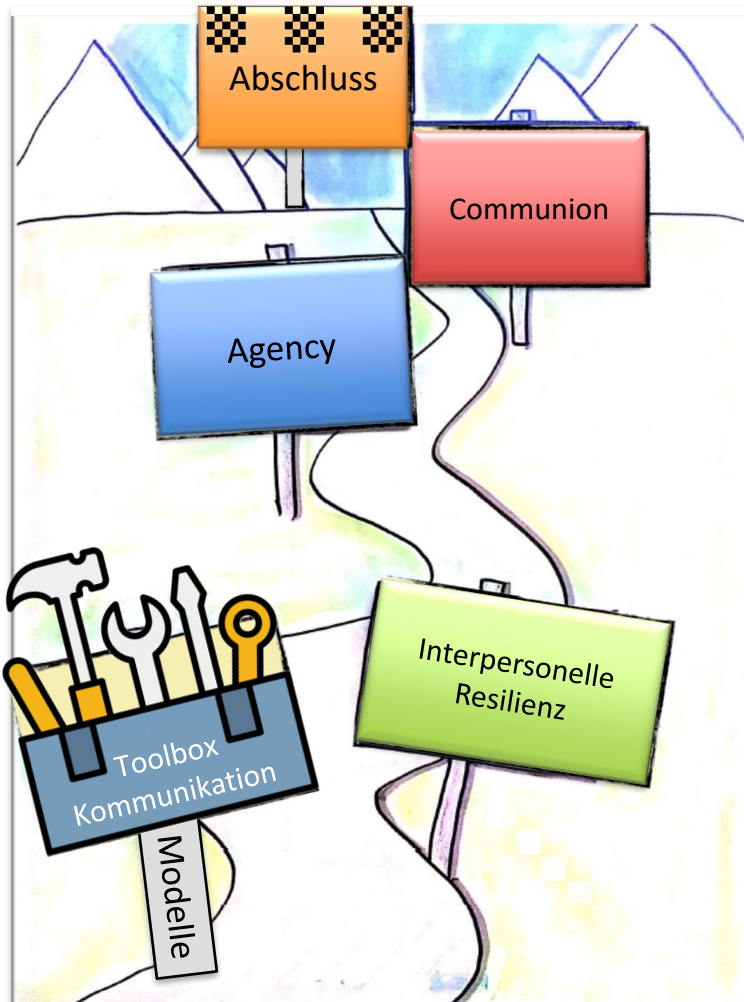 Abschluss
Communion
Agency
Interpersonelle
Resilienz
Toolbox
Kommunikation
Modelle